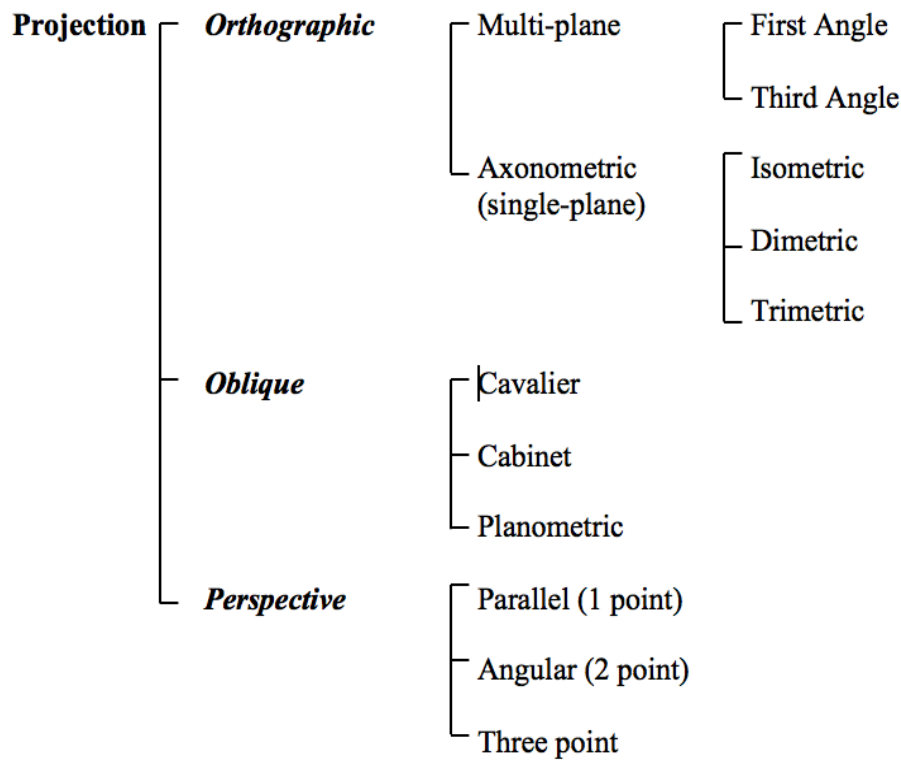 Projection Orthographic Multi-plane First Angle
Third Angle
Axonometric Isometric
(single-plane)
Dimetric
Trimetric
Oblique Cavalier
Cabinet
Planometric
Perspective Parallel (1 point)
Angular (2 point)
Three point